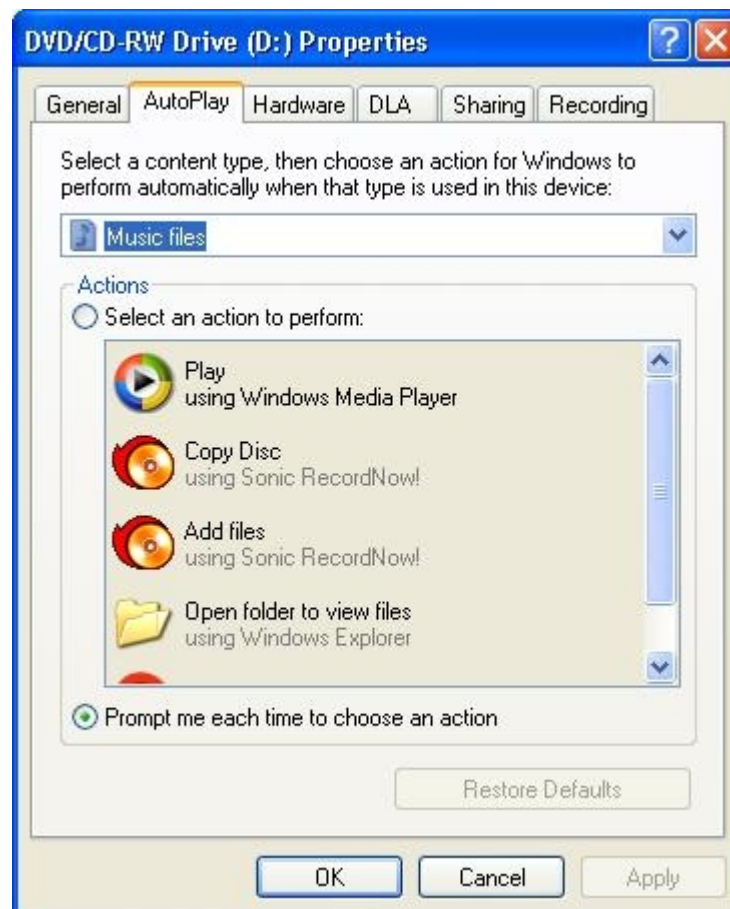 DVD/CD-RW Drive (D:) Properties
General AutoPlay Hardware DLA Sharing Recording
Select a content type, then choose an action for Windows to
perform automatically when that type is used in this device:
Music files
Actions
Select an action to perform:
Play
using Windows Media Player
Copy Disc
using Sonic RecordNow!
Add files
using Sonic RecordNow!
Open folder to view files
using Windows Explorer
Prompt me each time to choose an action
Restore Defaults
OK Cancel Apply